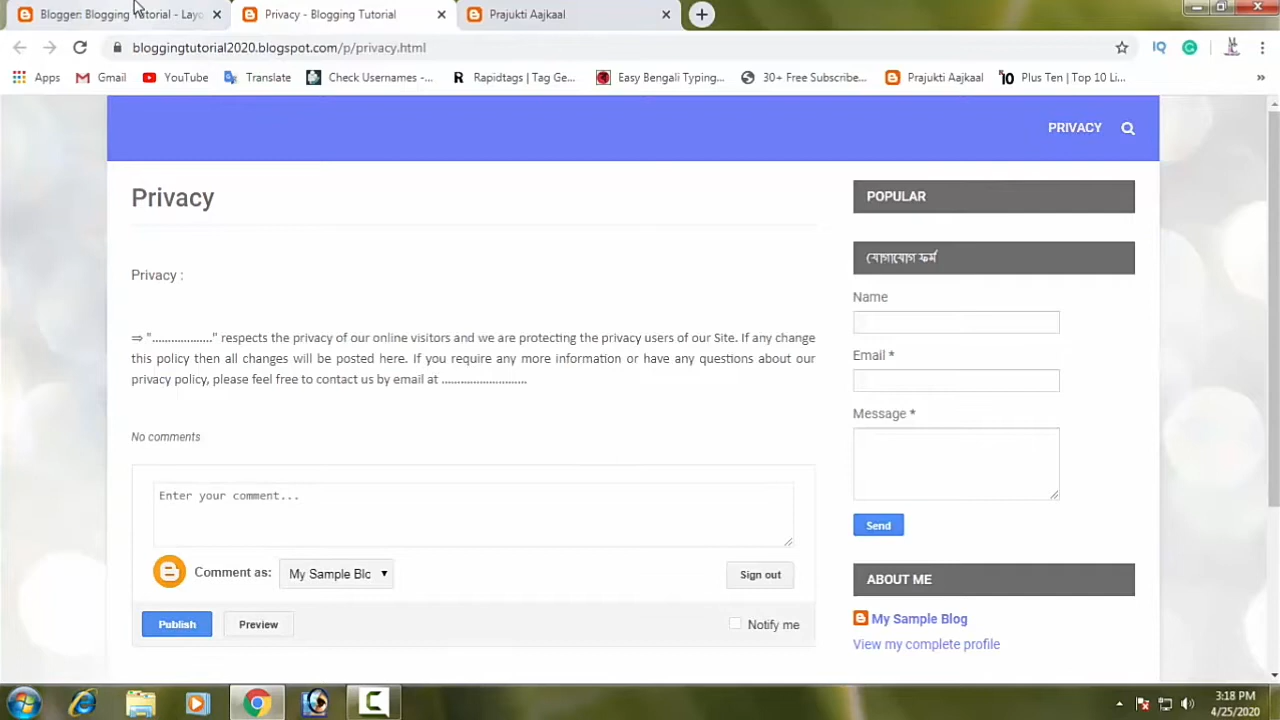 Blogger: Blogging Tutorial - Layo
Privacy - Blogging Tutorial
Prajukti Aajkaal
bloggingtutorial2020.blogspot.com/p/privacy.html
Apps
Gmail
YouTube
Translate
Check Usernames -...
Rapidtags | Tag Ge...
Easy Bengali Typing...
30+ Free Subscribe...
Prajukti Aajkaal
Plus Ten | Top 10 Li...
»
PRIVACY
Privacy
Privacy :
⇒ "..................." respects the privacy of our online visitors and we are protecting the privacy users of our Site. If any change
this policy then all changes will be posted here. If you require any more information or have any questions about our
privacy policy, please feel free to contact us by email at ...........................
No comments
Enter your comment...
Comment as:
My Sample Blc
Sign out
Publish
Preview
Notify me
POPULAR
যোগাযোগ ফর্ম
Name
Email *
Message *
Send
ABOUT ME
My Sample Blog
View my complete profile
3:18 PM
4/25/2020